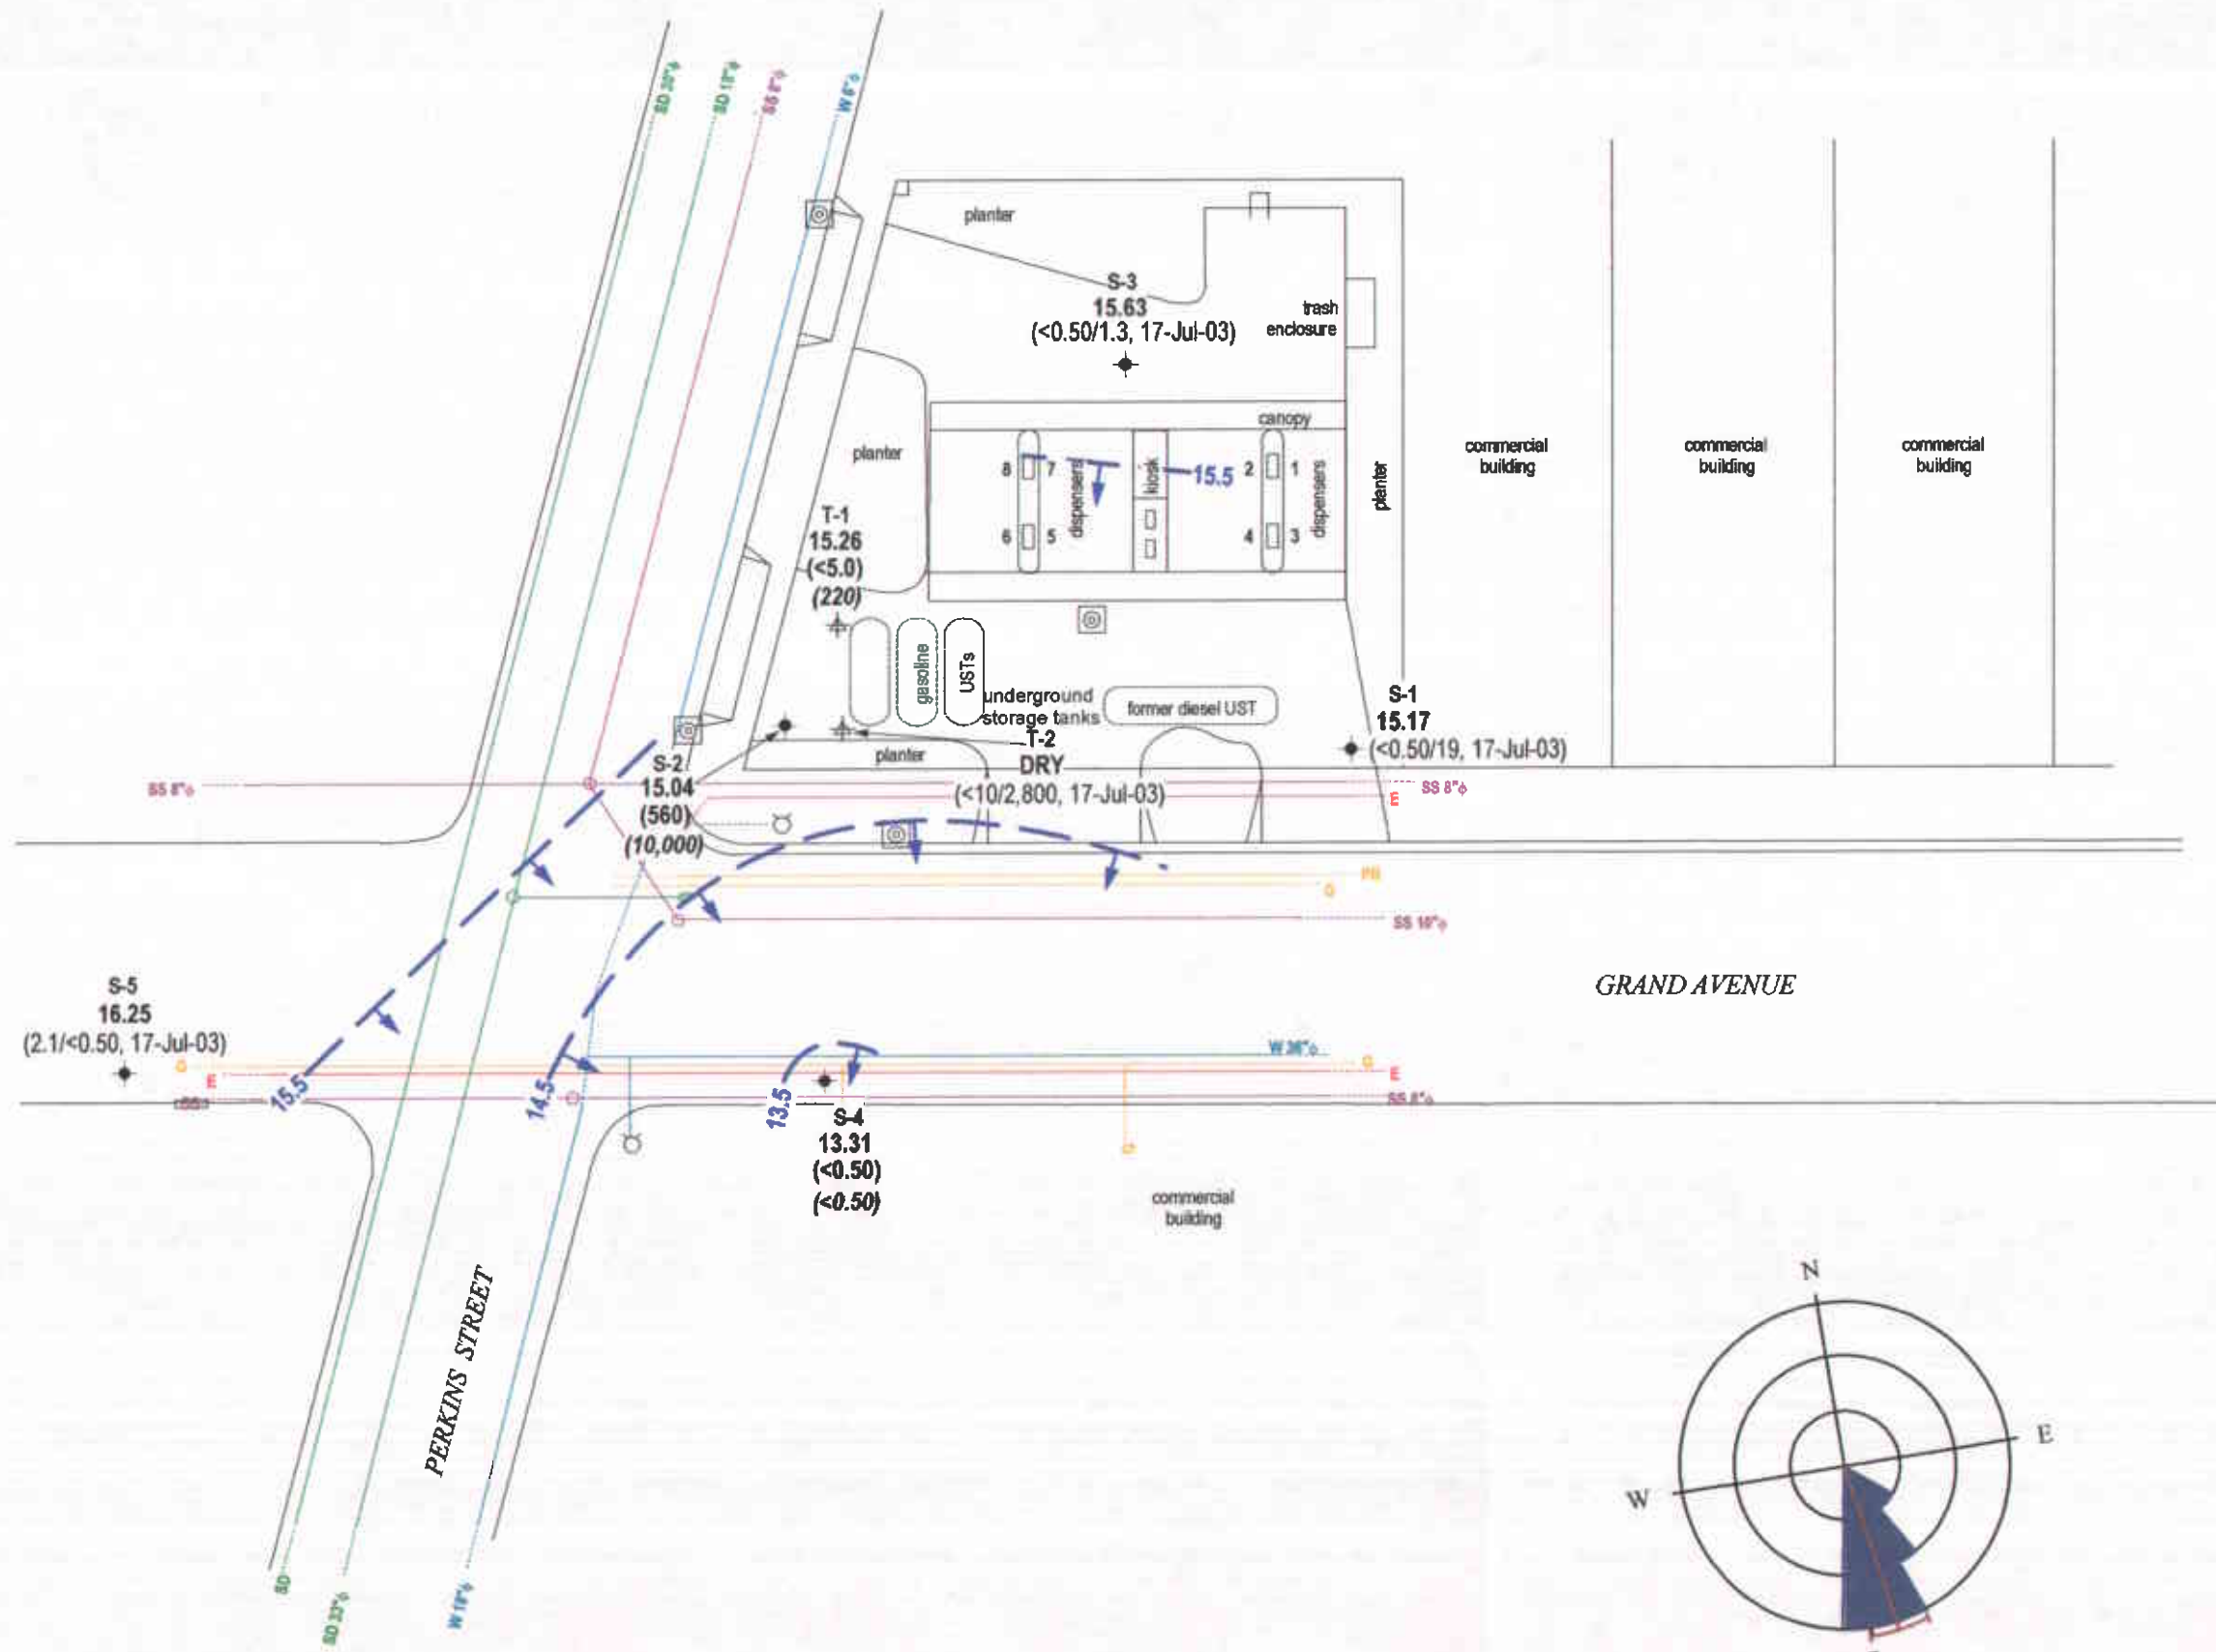 SD 30"φ
SD 18"φ
SS 8"φ
W 6"φ
planter
S-3
15.63
(<0.50/1.3, 17-Jul-03)
trash
enclosure
canopy
planter
8
7
dispensers
kiosk
15.5
2
1
dispensers
6
5
4
3
planter
commercial
building
commercial
building
commercial
building
T-1
15.26
(<5.0)
(220)
gasoline
USTs
underground
storage tanks
former diesel UST
S-1
15.17
(<0.50/19, 17-Jul-03)
planter
T-2
DRY
(<10/2,800, 17-Jul-03)
S-2
15.04
(560)
(10,000)
SS 8"φ
SS 8"φ
E
G
SS 10"φ
GRAND AVENUE
S-5
16.25
(2.1/<0.50, 17-Jul-03)
G
E
15.5
14.5
13.5
W 36"φ
G
E
SS 8"φ
S-4
13.31
(<0.50)
(<0.50)
commercial
building
PERKINS STREET
SD
SD 33"φ
W 18"φ
N
E
W